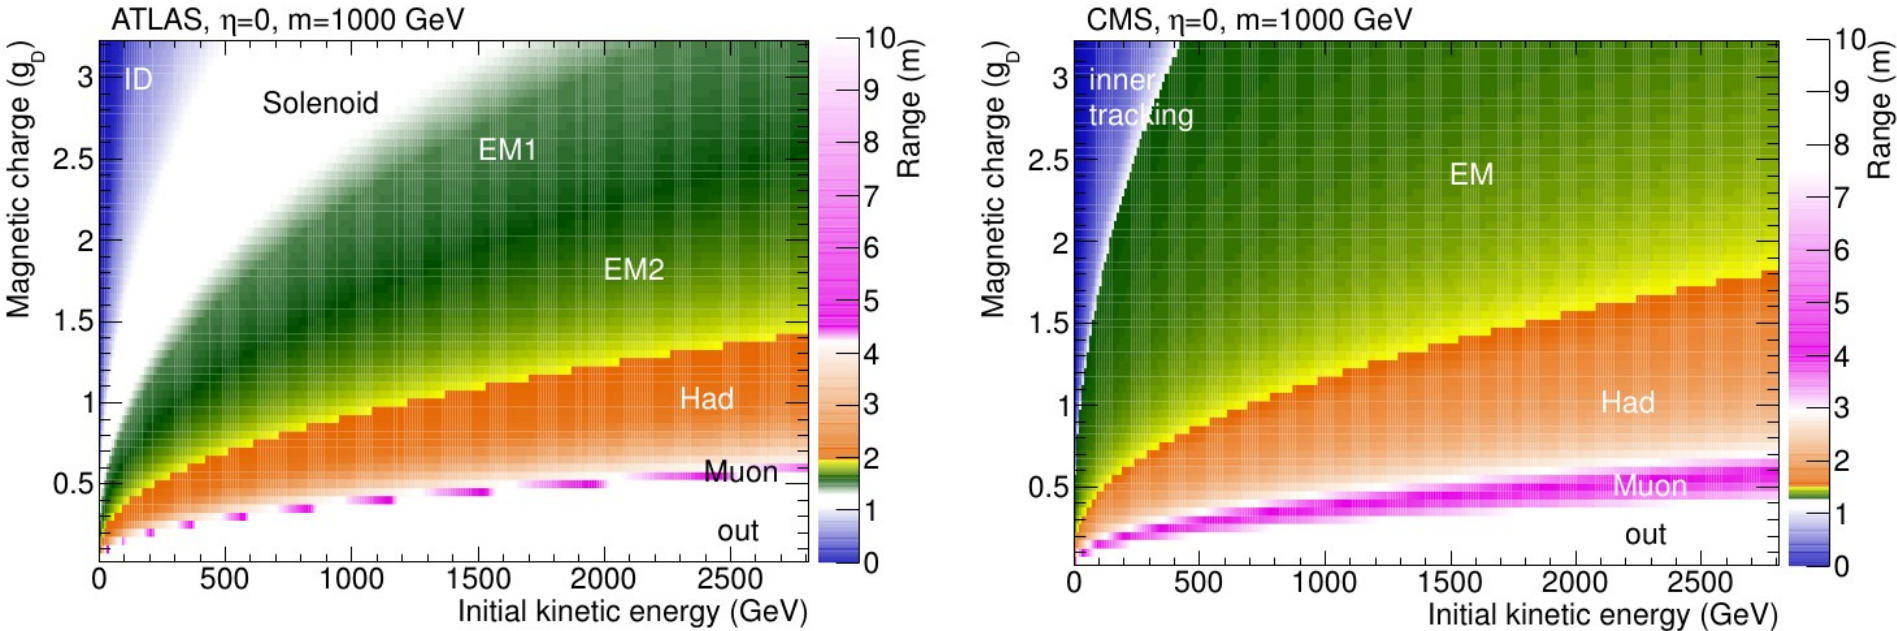 ATLAS, η=0, m=1000 GeV
Magnetic charge (g_D)
3
2.5
2
1.5
1
0.5
ID
Solenoid
EM1
EM2
Had
Muon
out
0 500 1000 1500 2000 2500
Initial kinetic energy (GeV)
10
9
8
7
6
5
4
3
2
1
0
Range (m)
CMS, η=0, m=1000 GeV
Magnetic charge (g_D)
3
2.5
2
1.5
1
0.5
inner
tracking
EM
Had
Muon
out
0 500 1000 1500 2000 2500
Initial kinetic energy (GeV)
10
9
8
7
6
5
4
3
2
1
0
Range (m)